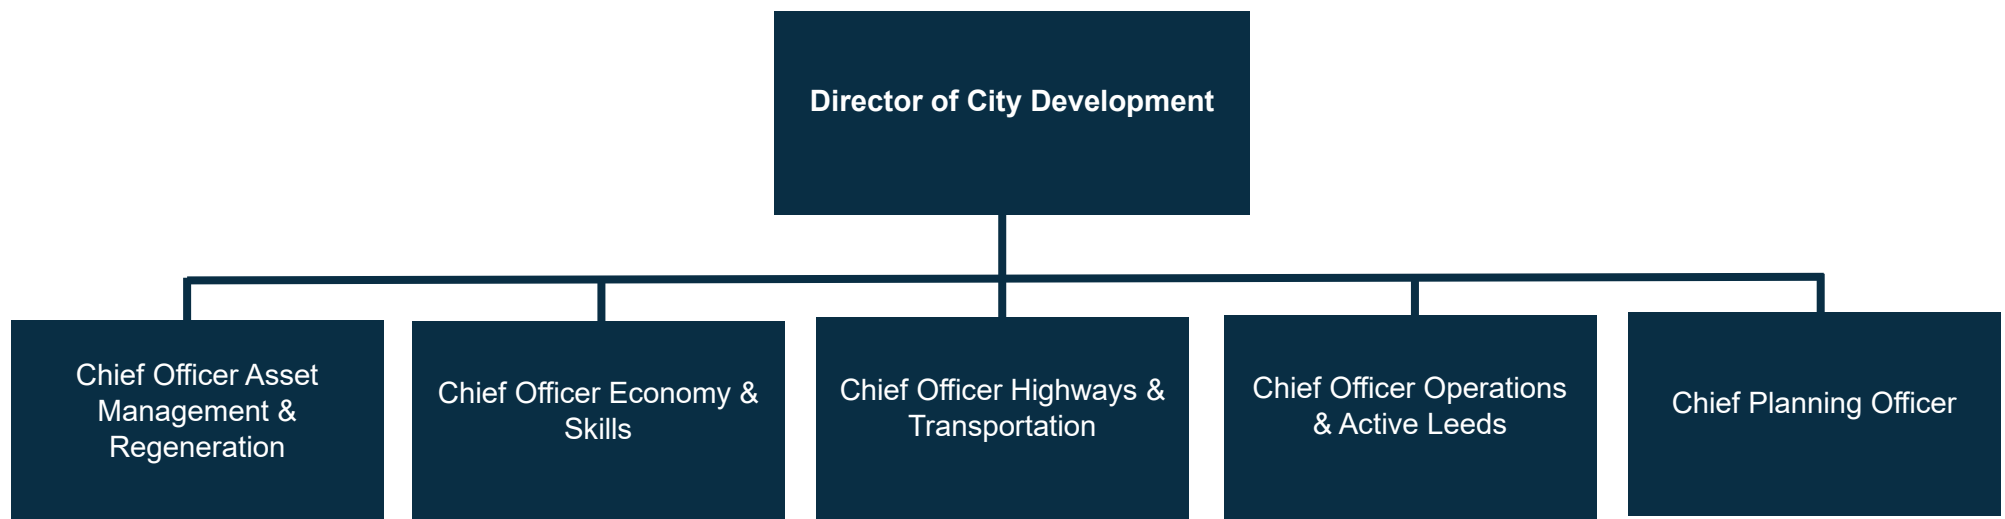 Director of City Development
Chief Officer Asset
Management &
Regeneration
Chief Officer Economy &
Skills
Chief Officer Highways &
Transportation
Chief Officer Operations
& Active Leeds
Chief Planning Officer